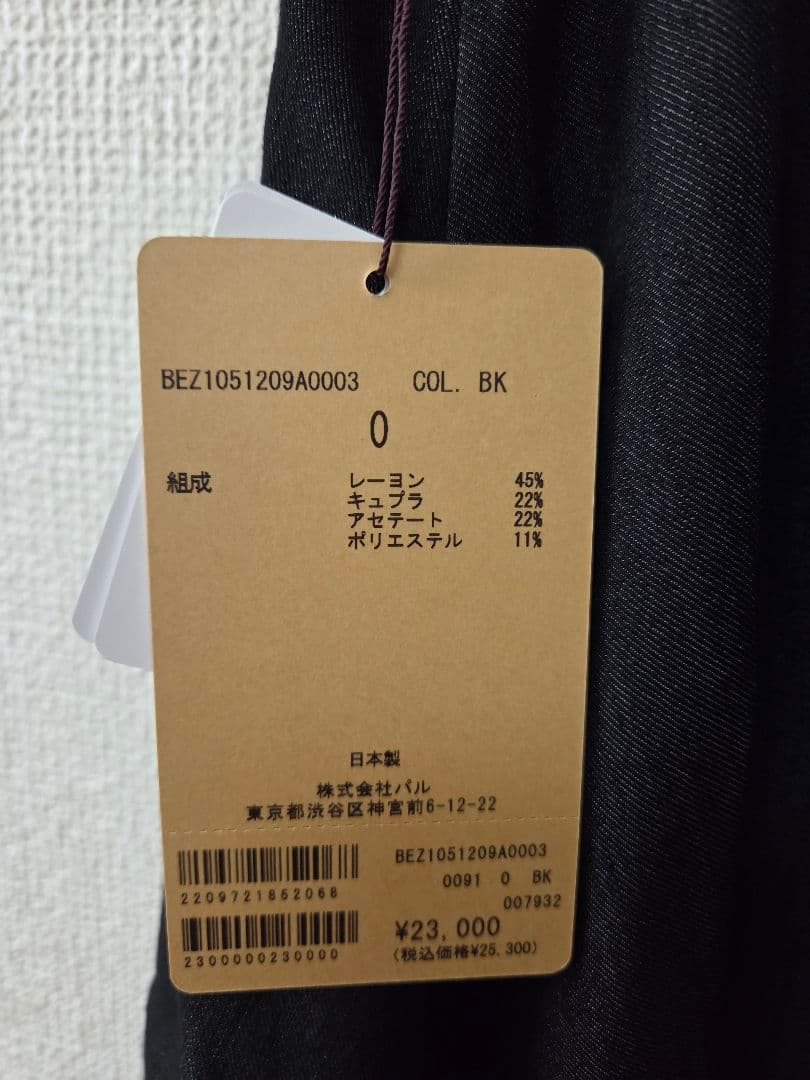 BEZ1051209A0003 COL. BK
0
組成 レーヨン 45%
キュプラ 22%
アセテート 22%
ポリエステル 11%
日本製
株式会社パル
東京都渋谷区神宮前6-12-22
BEZ1051209A0003
0091 0 BK
007932
2209721862068
¥23,000
(税込価格¥25,300)
2300000230000